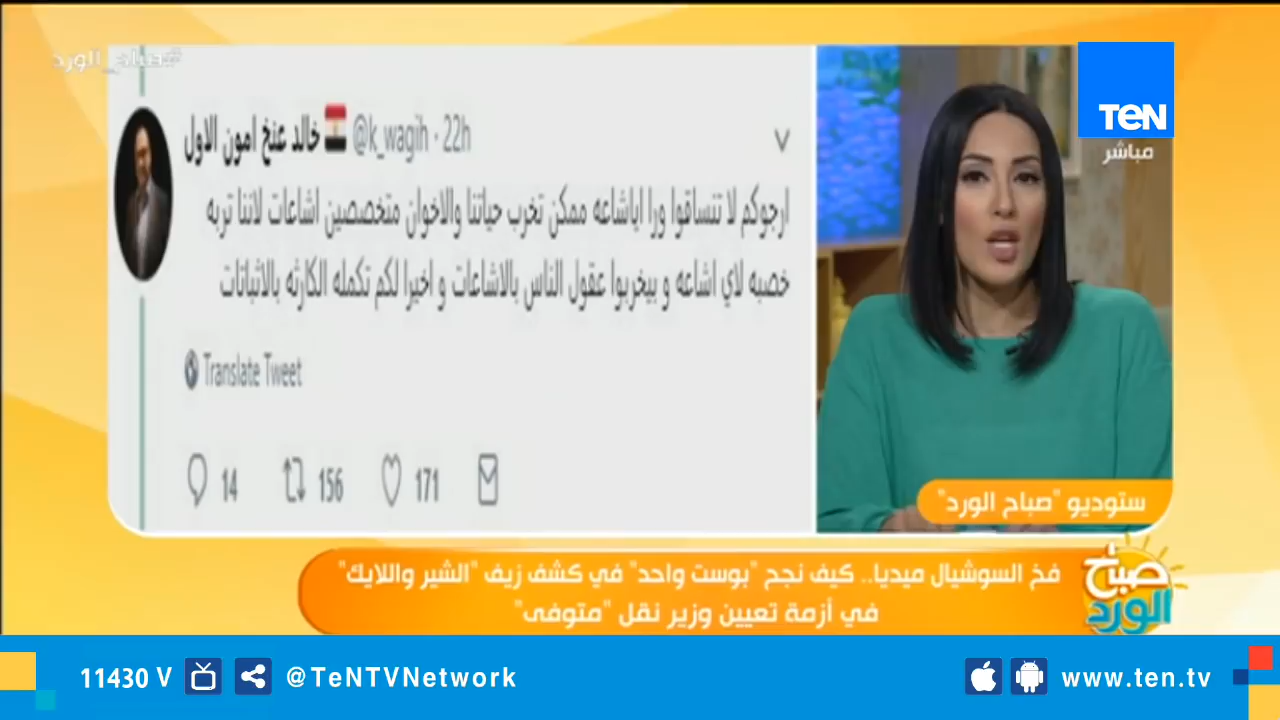 #صباح_الورد
TEN
مباشر
خالد عنخ امون الاول @k_wagih · 22h
ارجوكم لا تنساقوا ورا اياشاعه ممكن تخرب حياتنا والاخوان متخصصين اشاعات لاننا تربه
خصبه لاي اشاعه و بيخربوا عقول الناس بالاشاعات و اخيرا لكم تكمله الكارثه بالاثباتات
Translate Tweet
14 156 171
ستوديو "صباح الورد"
فخ السوشيال ميديا.. كيف نجح "بوست واحد" في كشف زيف "الشير واللايك"
في أزمة تعيين وزير نقل "متوفى"
صباح
الورد
11430 V @TeNTVNetwork www.ten.tv